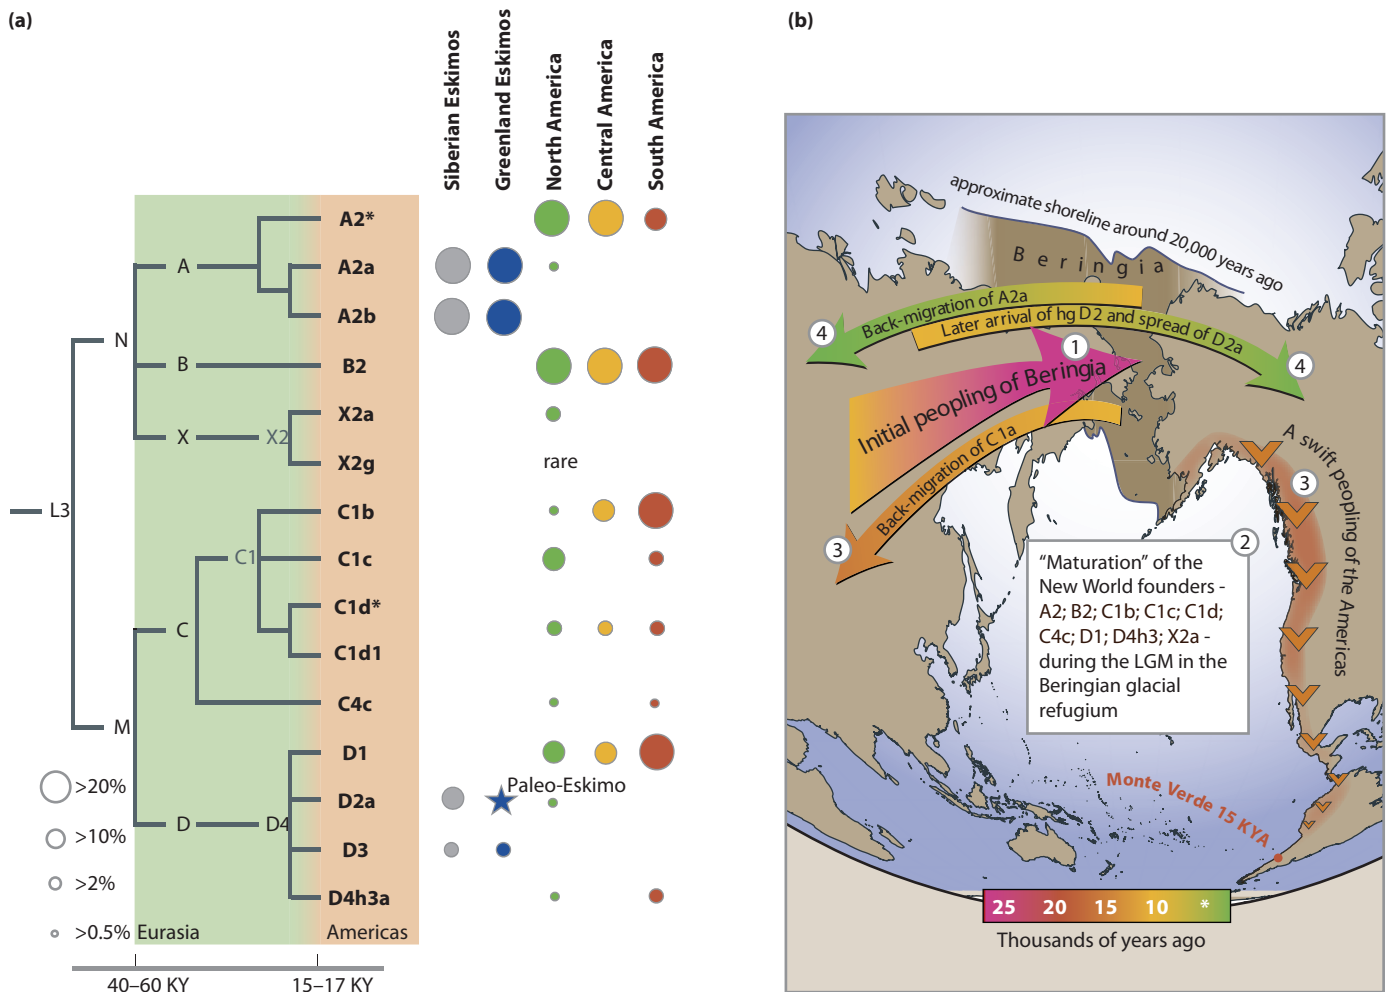 (a)
Siberian Eskimos
Greenland Eskimos
North America
Central America
South America
A2*
A
A2a
A2b
N
B
B2
X2a
X
X2
X2g
rare
L3
C1b
C1
C1c
C1d*
C
C1d1
C4c
M
D1
Paleo-Eskimo
D2a
D
D4
D3
D4h3a
>20%
>10%
>2%
>0.5%
Eurasia
Americas
40–60 KY
15–17 KY
(b)
approximate shoreline around 20,000 years ago
Beringia
Back-migration of A2a
Later arrival of hg D2 and spread of D2a
4
1
4
Initial peopling of Beringia
Back-migration of C1a
3
A swift peopling of the Americas
3
2
“Maturation” of the
New World founders -
A2; B2; C1b; C1c; C1d;
C4c; D1; D4h3; X2a -
during the LGM in the
Beringian glacial
refugium
Monte Verde 15 KYA
25 20 15 10 *
Thousands of years ago